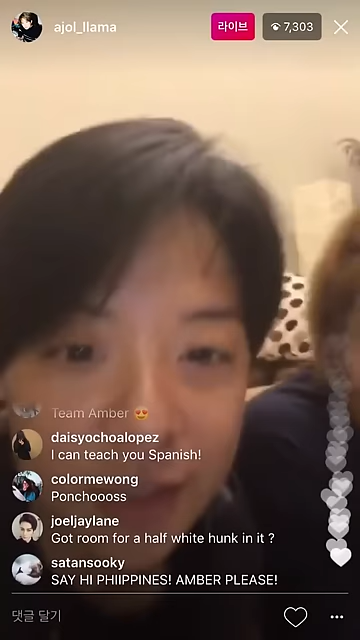 ajol_llama
라이브
7,303
Team Amber 😍
daisyochoalopez
I can teach you Spanish!
colormewong
Ponchoooss
joeljaylane
Got room for a half white hunk in it ?
satansooky
SAY HI PHIIPPINES! AMBER PLEASE!
댓글 달기